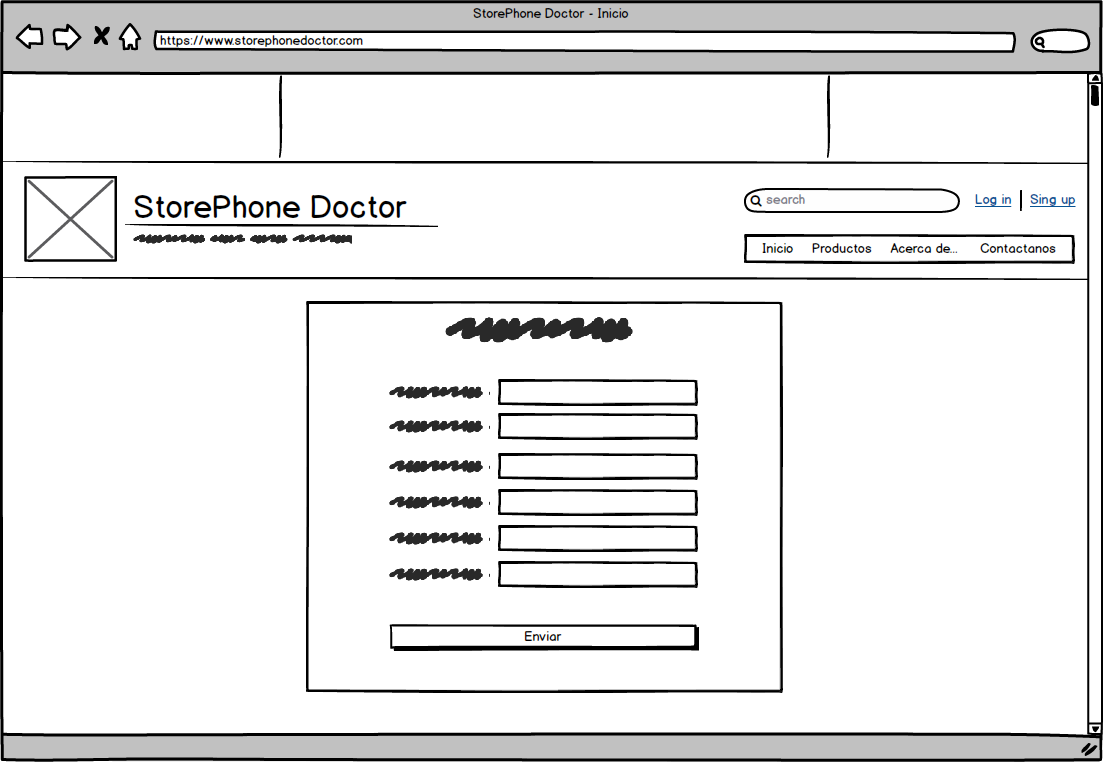 StorePhone Doctor - Inicio
https://www.storephonedoctor.com
StorePhone Doctor
search
Log in
Sing up
Inicio Productos Acerca de... Contactanos
Enviar